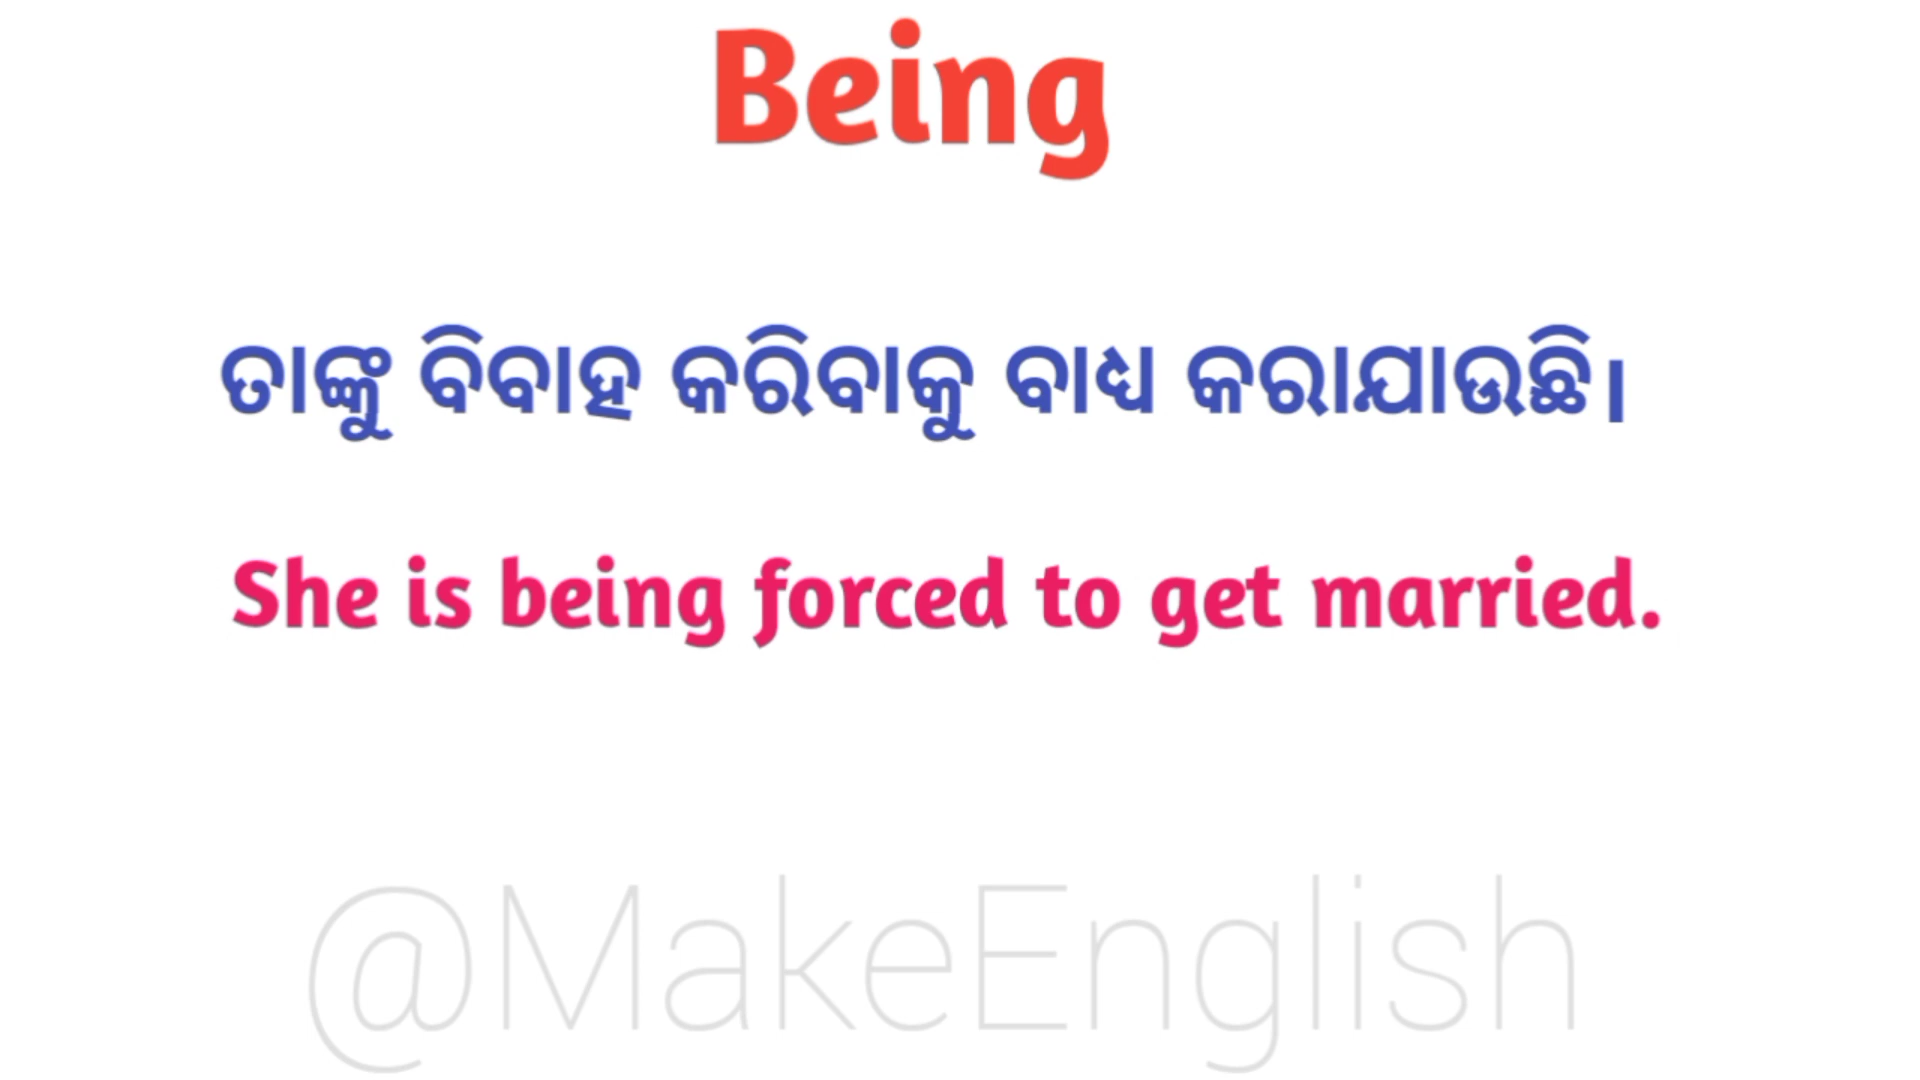 Being
ତାଙ୍କୁ ବିବାହ କରିବାକୁ ବାଧ୍ୟ କରାଯାଉଛି।
She is being forced to get married.
@MakeEnglish